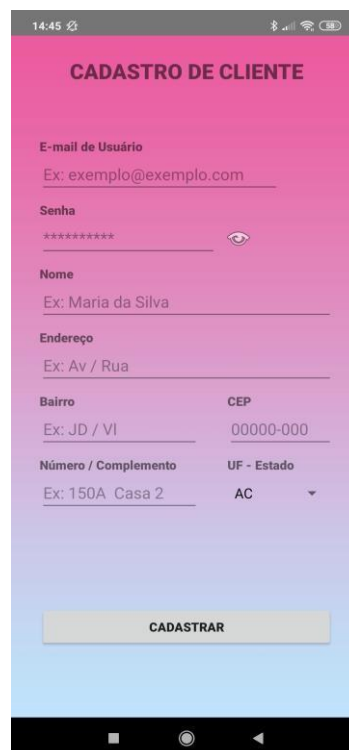 14:45
58
CADASTRO DE CLIENTE
E-mail de Usuário
Ex: exemplo@exemplo.com
Senha
**********
Nome
Ex: Maria da Silva
Endereço
Ex: Av / Rua
Bairro CEP
Ex: JD / Vl 00000-000
Número / Complemento UF - Estado
Ex: 150A Casa 2 AC
CADASTRAR